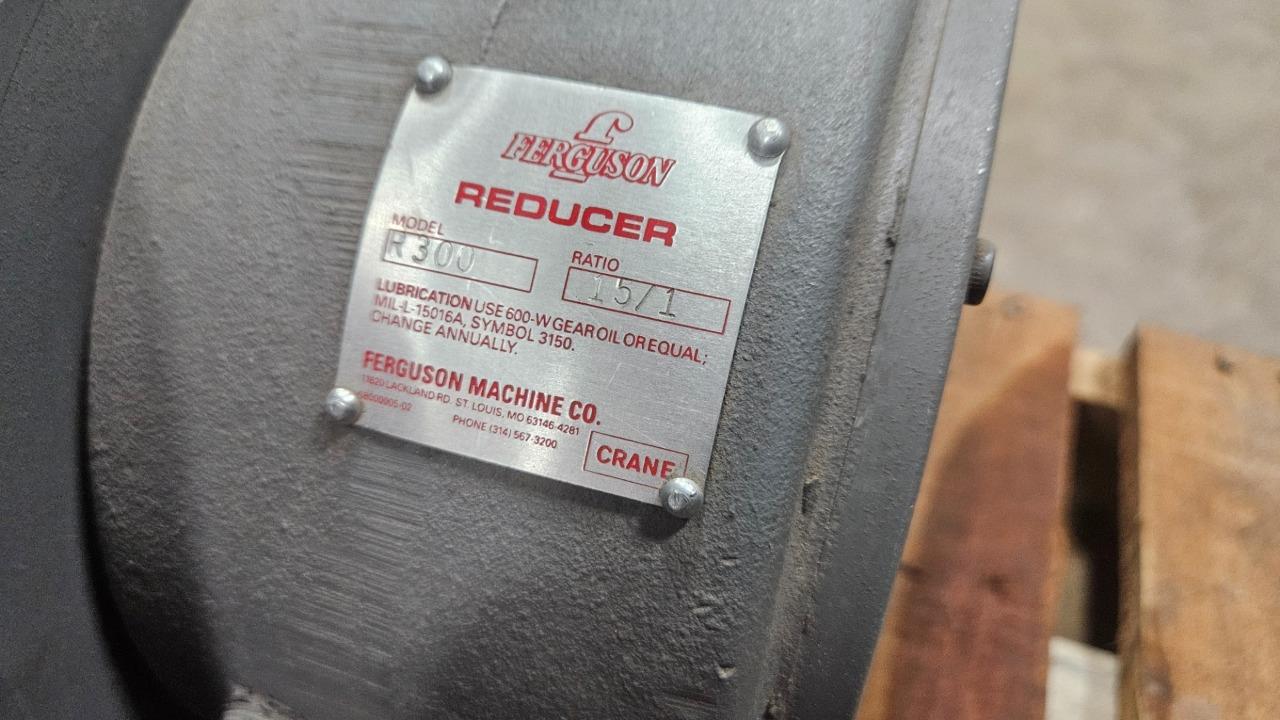 FERGUSON
REDUCER
MODEL
R300
RATIO
15/1
LUBRICATION USE 600-W GEAR OIL OR EQUAL;
MIL-L-15016A, SYMBOL 3150.
CHANGE ANNUALLY.
FERGUSON MACHINE CO.
11820 LACKLAND RD. ST. LOUIS, MO 63146-4281
PHONE (314) 567-3200
CRANE